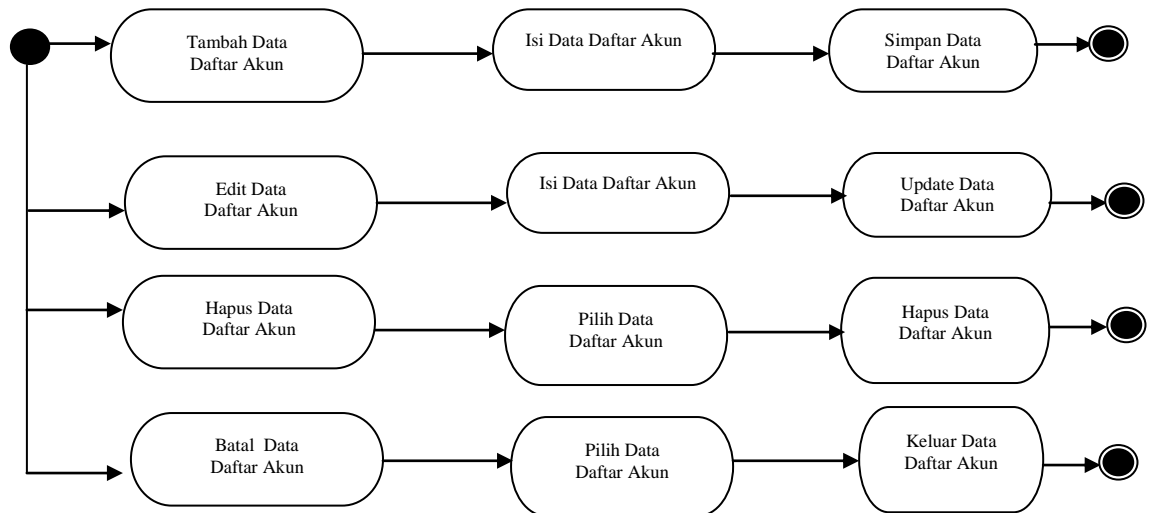 Tambah Data
Daftar Akun
Isi Data Daftar Akun
Simpan Data
Daftar Akun
Edit Data
Daftar Akun
Isi Data Daftar Akun
Update Data
Daftar Akun
Hapus Data
Daftar Akun
Pilih Data
Daftar Akun
Hapus Data
Daftar Akun
Batal  Data
Daftar Akun
Pilih Data
Daftar Akun
Keluar Data
Daftar Akun